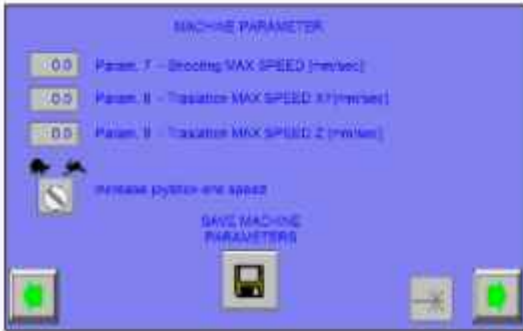 MACHINE PARAMETER
0.0 Param. 7 - Shooting MAX SPEED [mm/sec]
0.0 Param. 8 - Traslation MAX SPEED XY[mm/sec]
0.0 Param. 9 - Traslation MAX SPEED Z [mm/sec]
Increase joystick speed
SAVE MACHINE
PARAMETERS